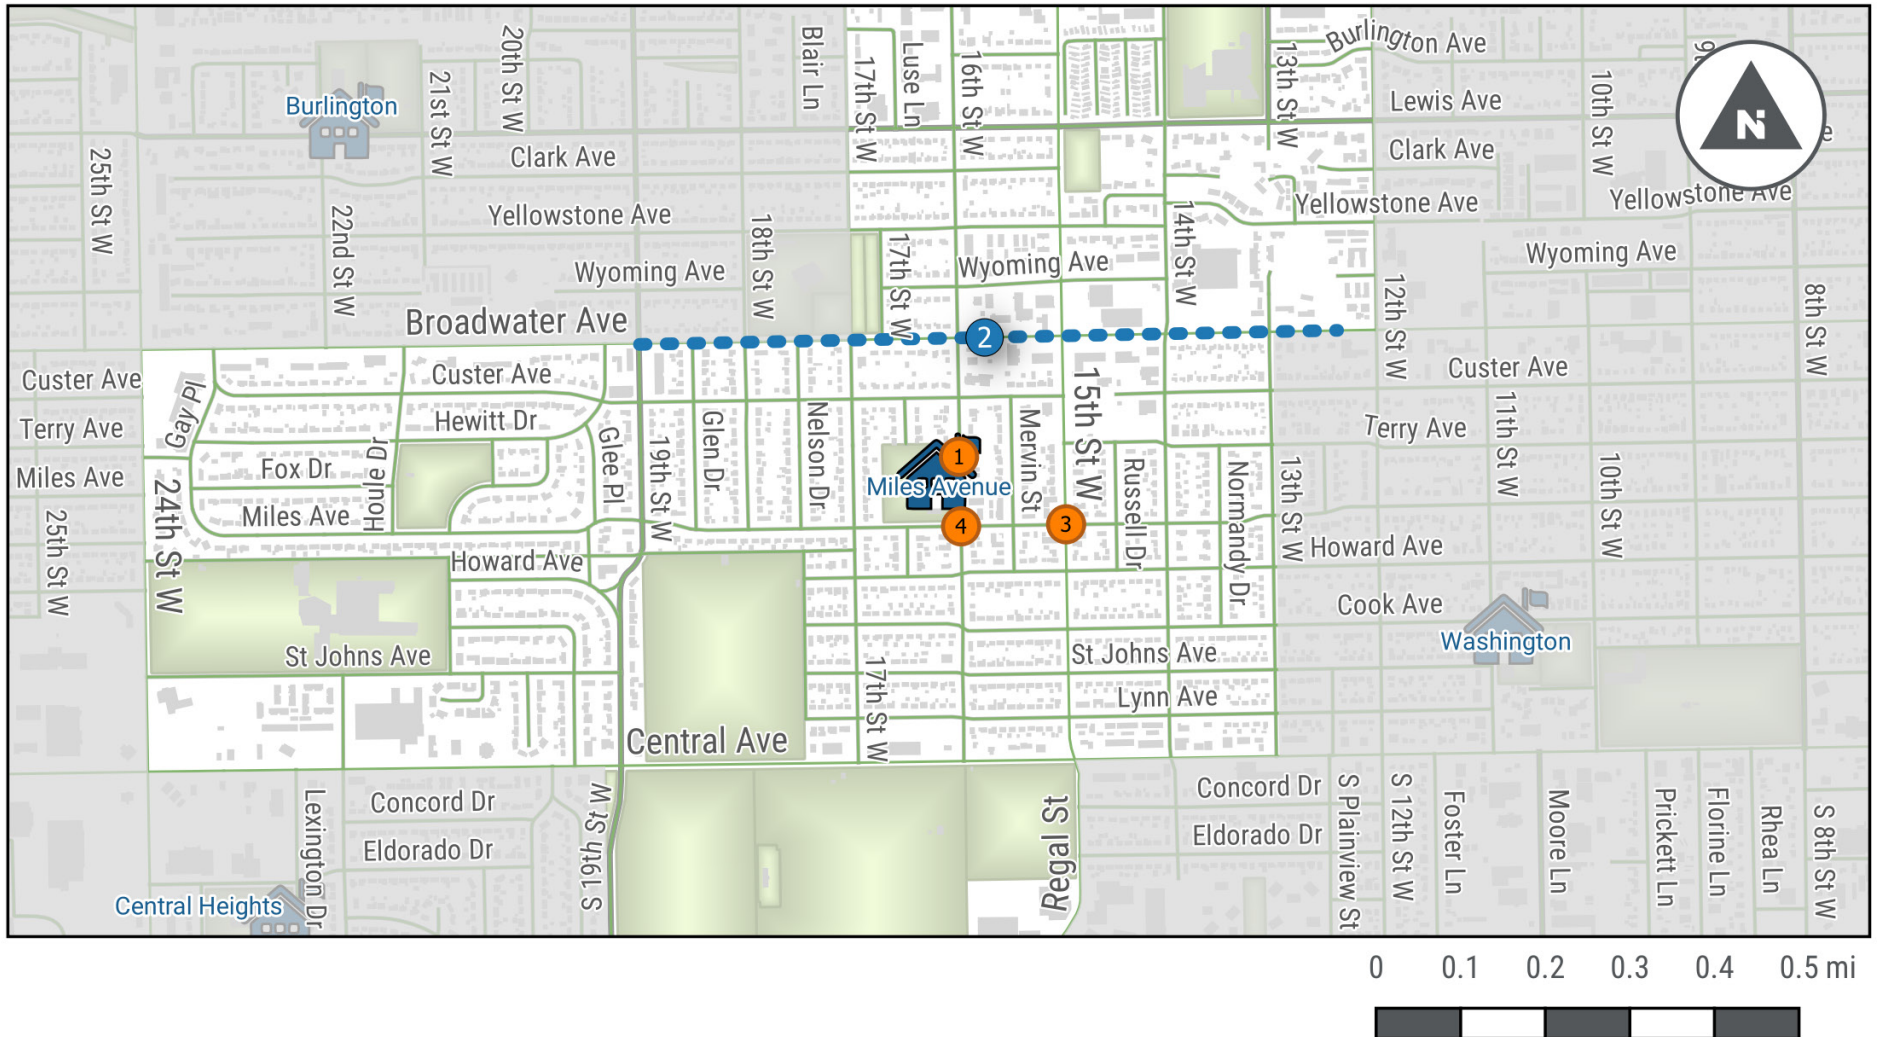 Burlington Ave
20th St W
Blair Ln
Luse Ln
17th St W
16th St W
13th St W
N
Burlington
21st St W
Lewis Ave
10th St W
25th St W
Clark Ave
Clark Ave
22nd St W
Yellowstone Ave
18th St W
17th St W
14th St W
Yellowstone Ave
Yellowstone Ave
Wyoming Ave
Wyoming Ave
Wyoming Ave
Broadwater Ave
2
12th St W
8th St W
Custer Ave
Gay Pl
Custer Ave
Custer Ave
Terry Ave
Hewitt Dr
Glee Pl
19th St W
Glen Dr
Nelson Dr
Mervin St
15th St W
Terry Ave
11th St W
Miles Ave
Fox Dr
Houle Dr
1
Miles Avenue
Russell Dr
Normandy Dr
13th St W
10th St W
24th St W
Miles Ave
4
3
25th St W
Howard Ave
Howard Ave
Cook Ave
Washington
St Johns Ave
17th St W
St Johns Ave
Lynn Ave
Central Ave
Lexington Dr
Concord Dr
S 19th St W
Regal St
Concord Dr
S Plainview St
S 12th St W
Foster Ln
Moore Ln
Prickett Ln
Florine Ln
Rhea Ln
S 8th St W
Eldorado Dr
Eldorado Dr
Central Heights
0 0.1 0.2 0.3 0.4 0.5 mi